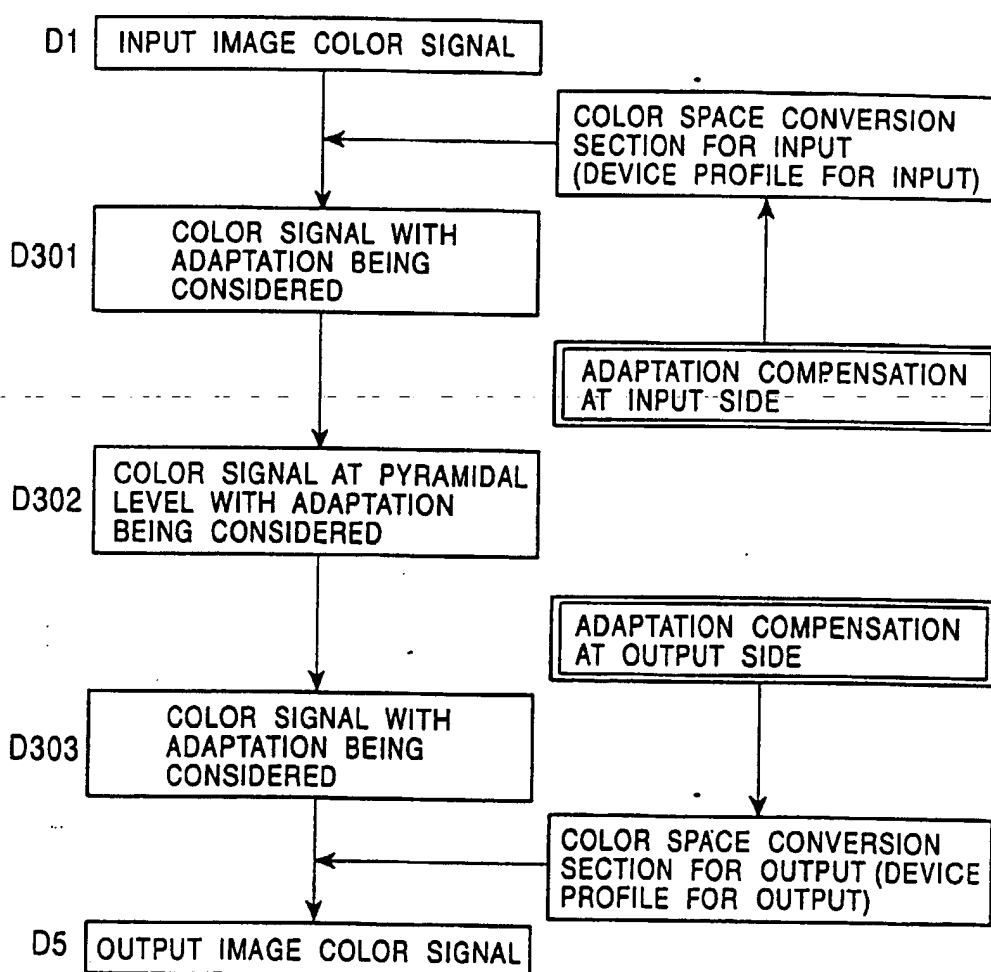 D1
INPUT IMAGE COLOR SIGNAL
COLOR SPACE CONVERSION
SECTION FOR INPUT
(DEVICE PROFILE FOR INPUT)
D301
COLOR SIGNAL WITH
ADAPTATION BEING
CONSIDERED
ADAPTATION COMPENSATION
AT INPUT SIDE
D302
COLOR SIGNAL AT PYRAMIDAL
LEVEL WITH ADAPTATION
BEING CONSIDERED
ADAPTATION COMPENSATION
AT OUTPUT SIDE
D303
COLOR SIGNAL WITH
ADAPTATION BEING
CONSIDERED
COLOR SPACE CONVERSION
SECTION FOR OUTPUT (DEVICE
PROFILE FOR OUTPUT)
D5
OUTPUT IMAGE COLOR SIGNAL